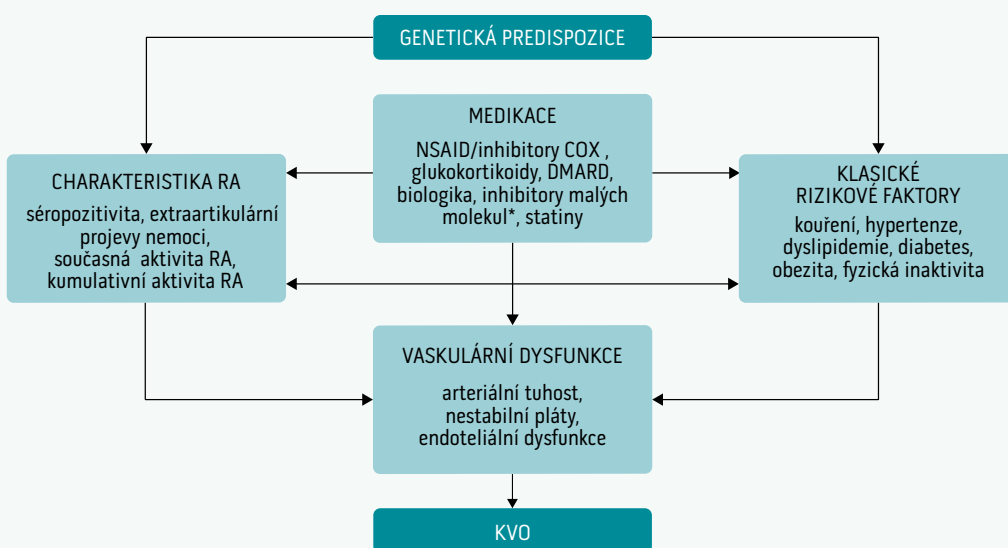 GENETICKÁ PREDISPOZICE
MEDIKACE
NSAID/inhibitory COX ,
glukokortikoidy, DMARD,
biologika, inhibitory malých
molekul*, statiny
CHARAKTERISTIKA RA
séropozitivita, extraartikulární
projevy nemoci,
současná aktivita RA,
kumulativní aktivita RA
KLASICKÉ
RIZIKOVÉ FAKTORY
kouření, hypertenze,
dyslipidemie, diabetes,
obezita, fyzická inaktivita
VASKULÁRNÍ DYSFUNKCE
arteriální tuhost,
nestabilní pláty,
endoteliální dysfunkce
KVO